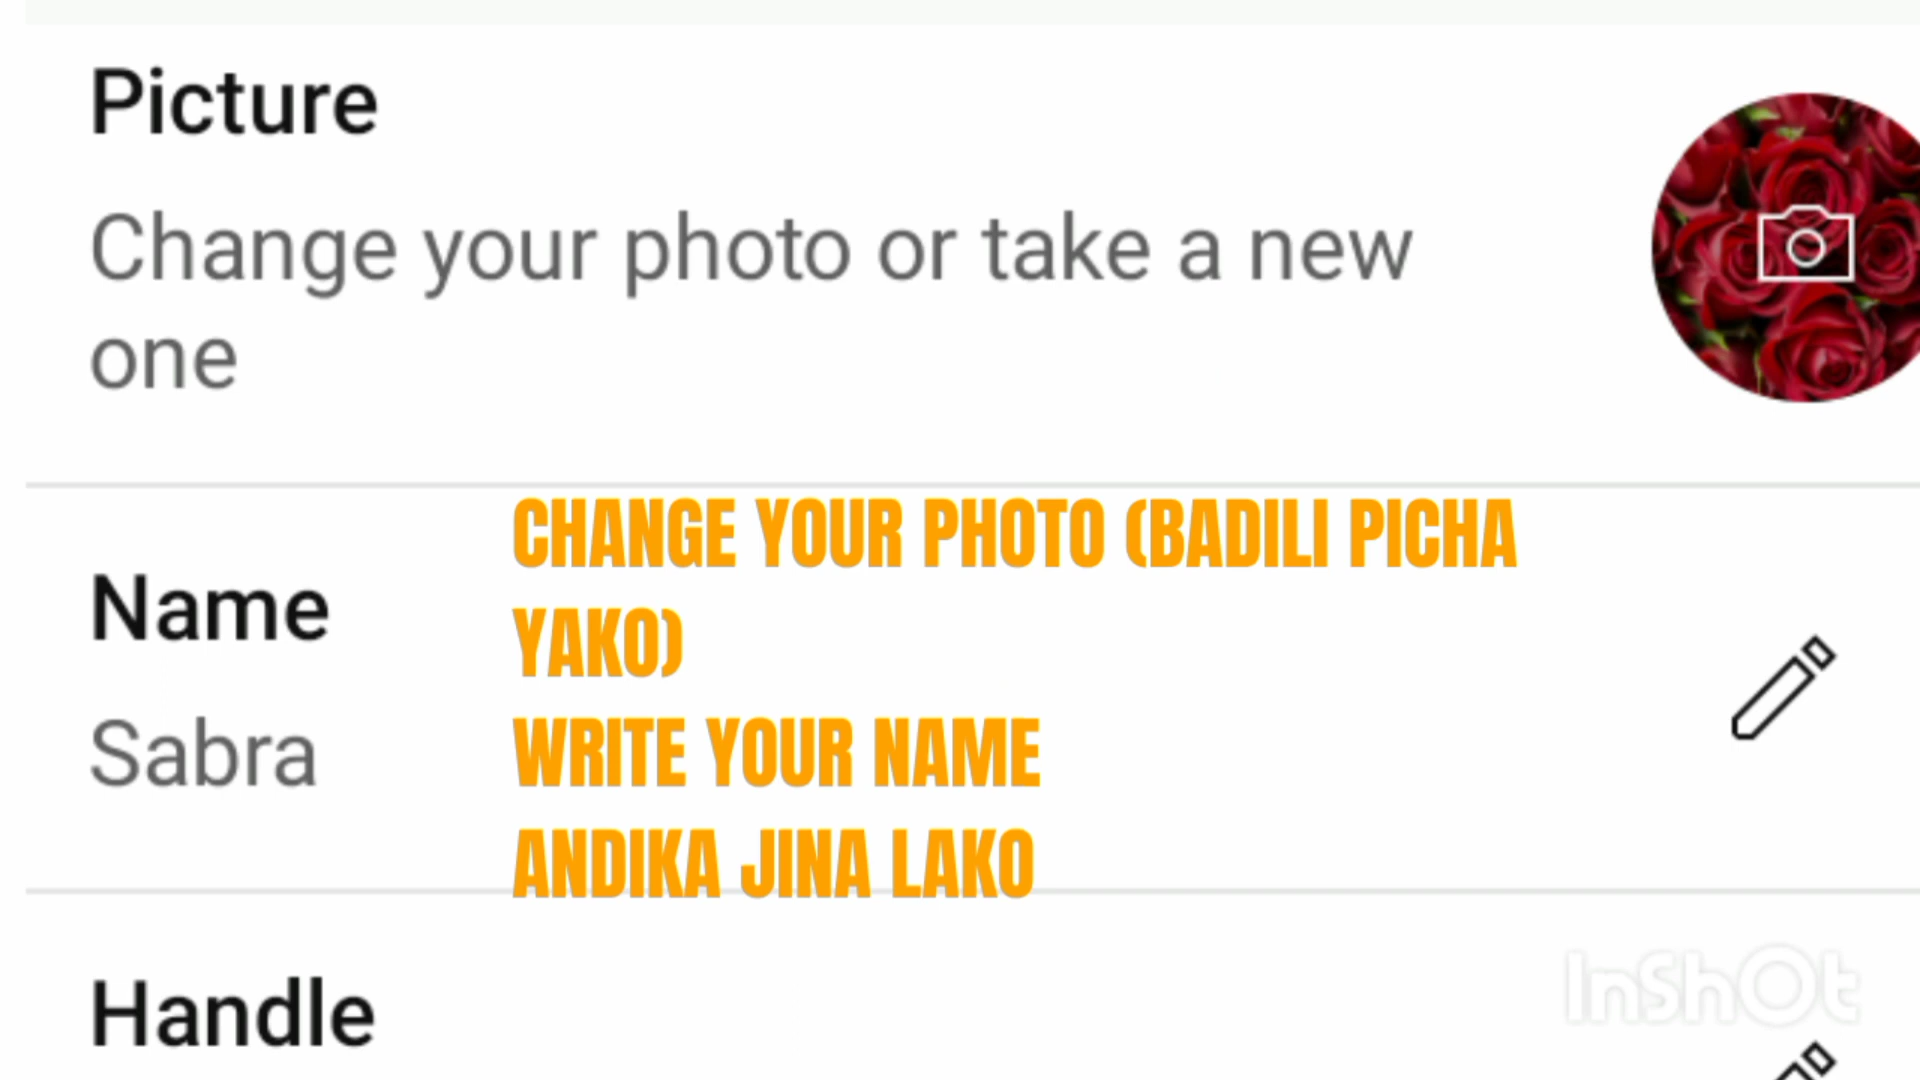 Picture
Change your photo or take a new
one
CHANGE YOUR PHOTO (BADILI PICHA
YAKO)
Name
WRITE YOUR NAME
Sabra
ANDIKA JINA LAKO
Handle
InShOt